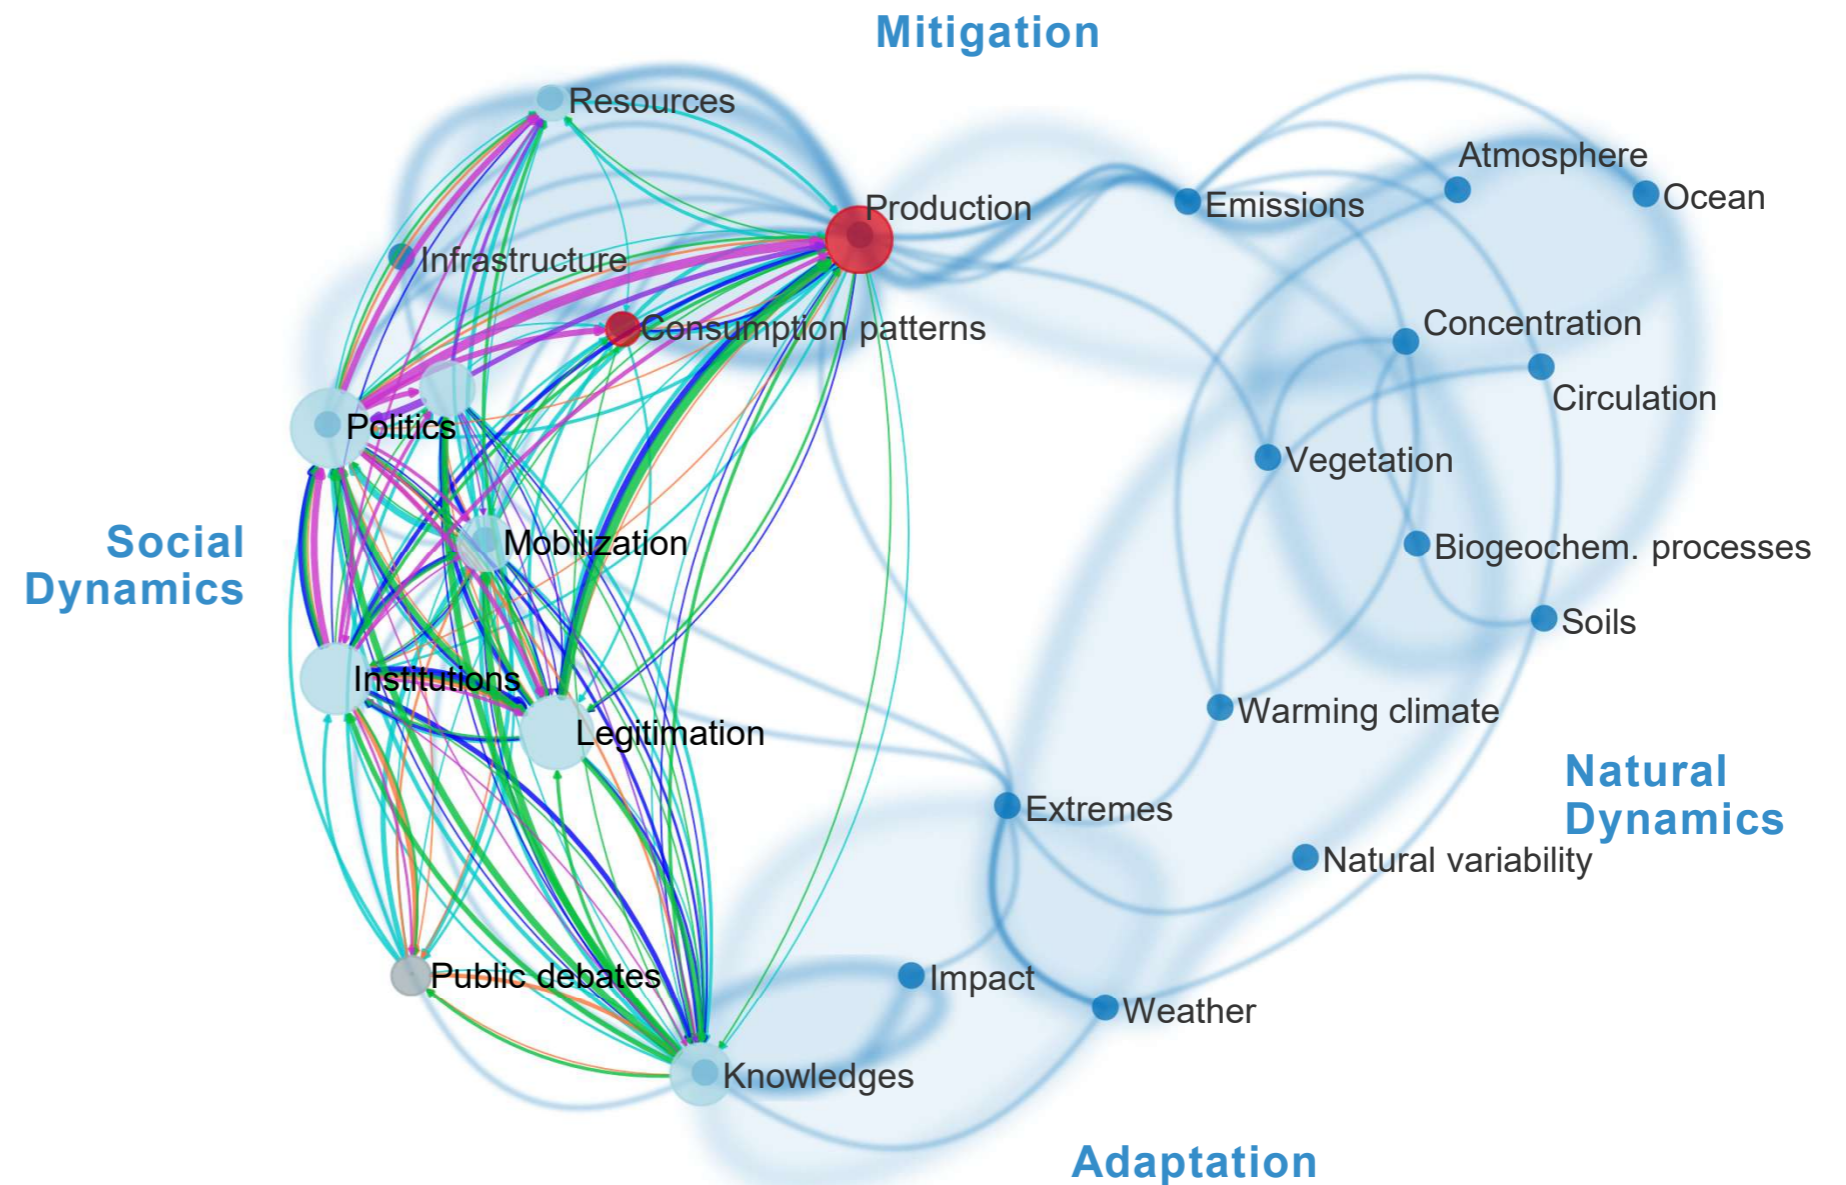 Mitigation
Resources
Atmosphere
Ocean
Production
Emissions
Infrastructure
Consumption patterns
Concentration
Circulation
Politics
Vegetation
Social
Dynamics
Mobilization
Biogeochem. processes
Soils
Institutions
Legitimation
Warming climate
Natural
Dynamics
Extremes
Natural variability
Public debates
Impact
Weather
Knowledges
Adaptation